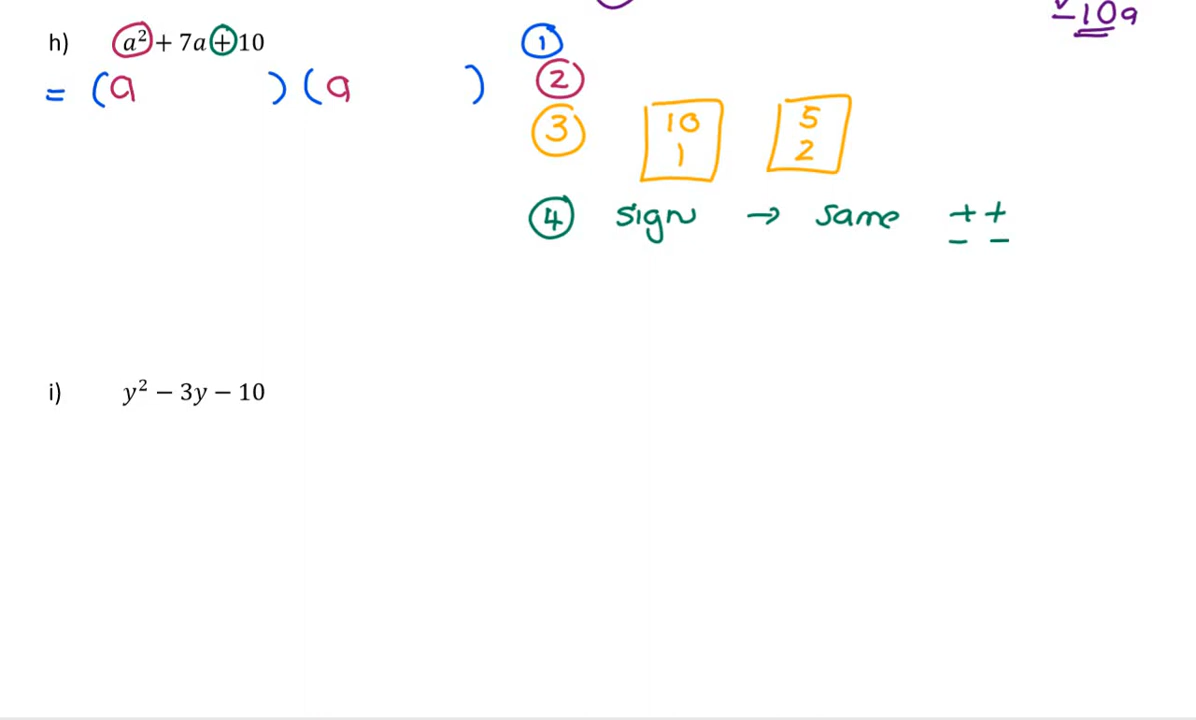 -10a
h) a² + 7a + 10 ①
= (a )(a ) ②
③ 10 5
1 2
④ sign → same + +
- -
i) y² − 3y − 10